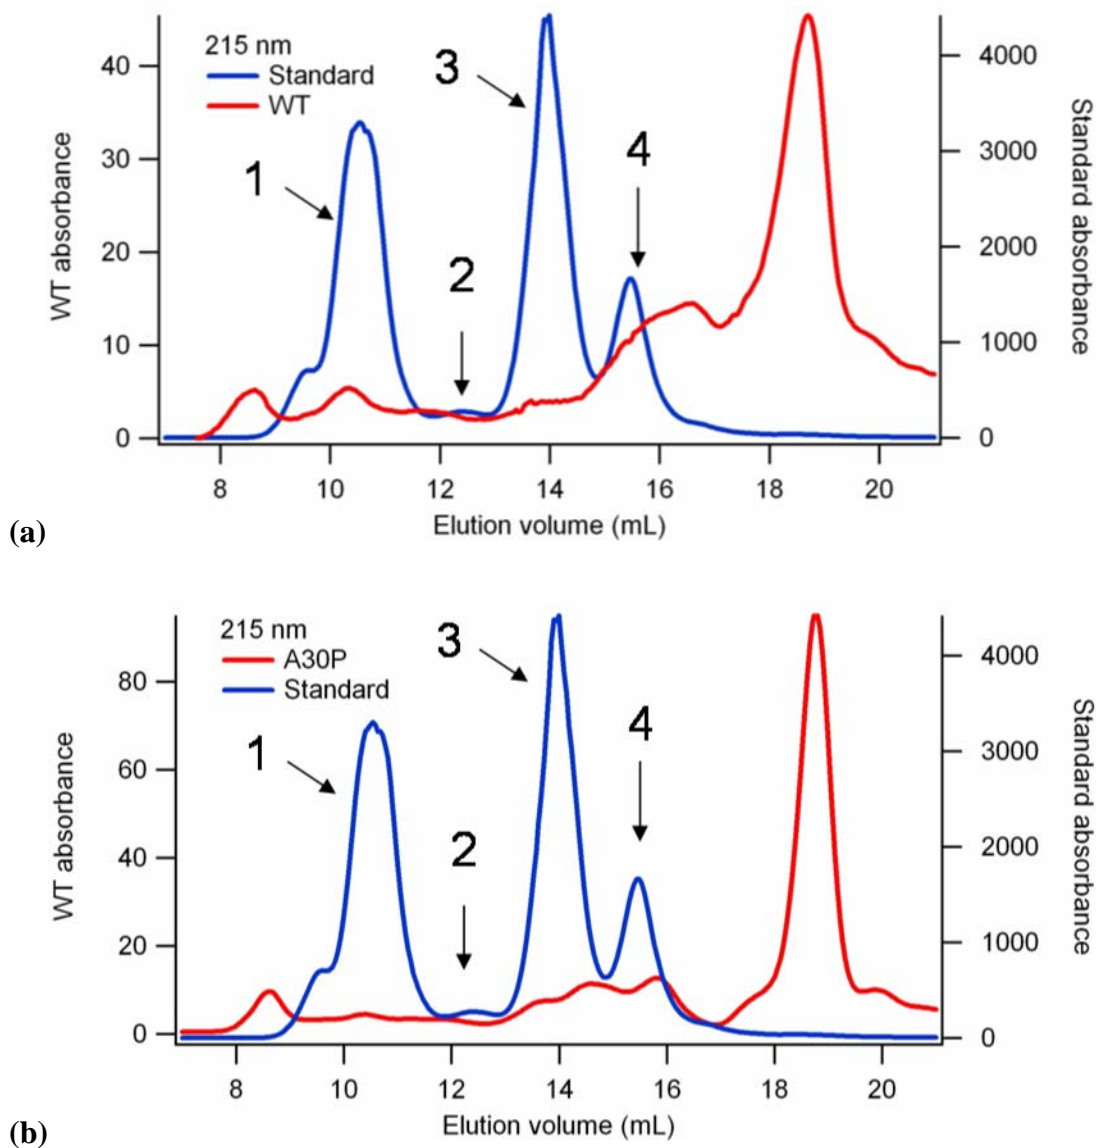 215 nm
Standard
WT
1
2
3
4
WT absorbance
40
30
20
10
0
Standard absorbance
4000
3000
2000
1000
0
8 10 12 14 16 18 20
Elution volume (mL)
(a)
215 nm
A30P
Standard
1
2
3
4
WT absorbance
80
60
40
20
0
Standard absorbance
4000
3000
2000
1000
0
8 10 12 14 16 18 20
Elution volume (mL)
(b)